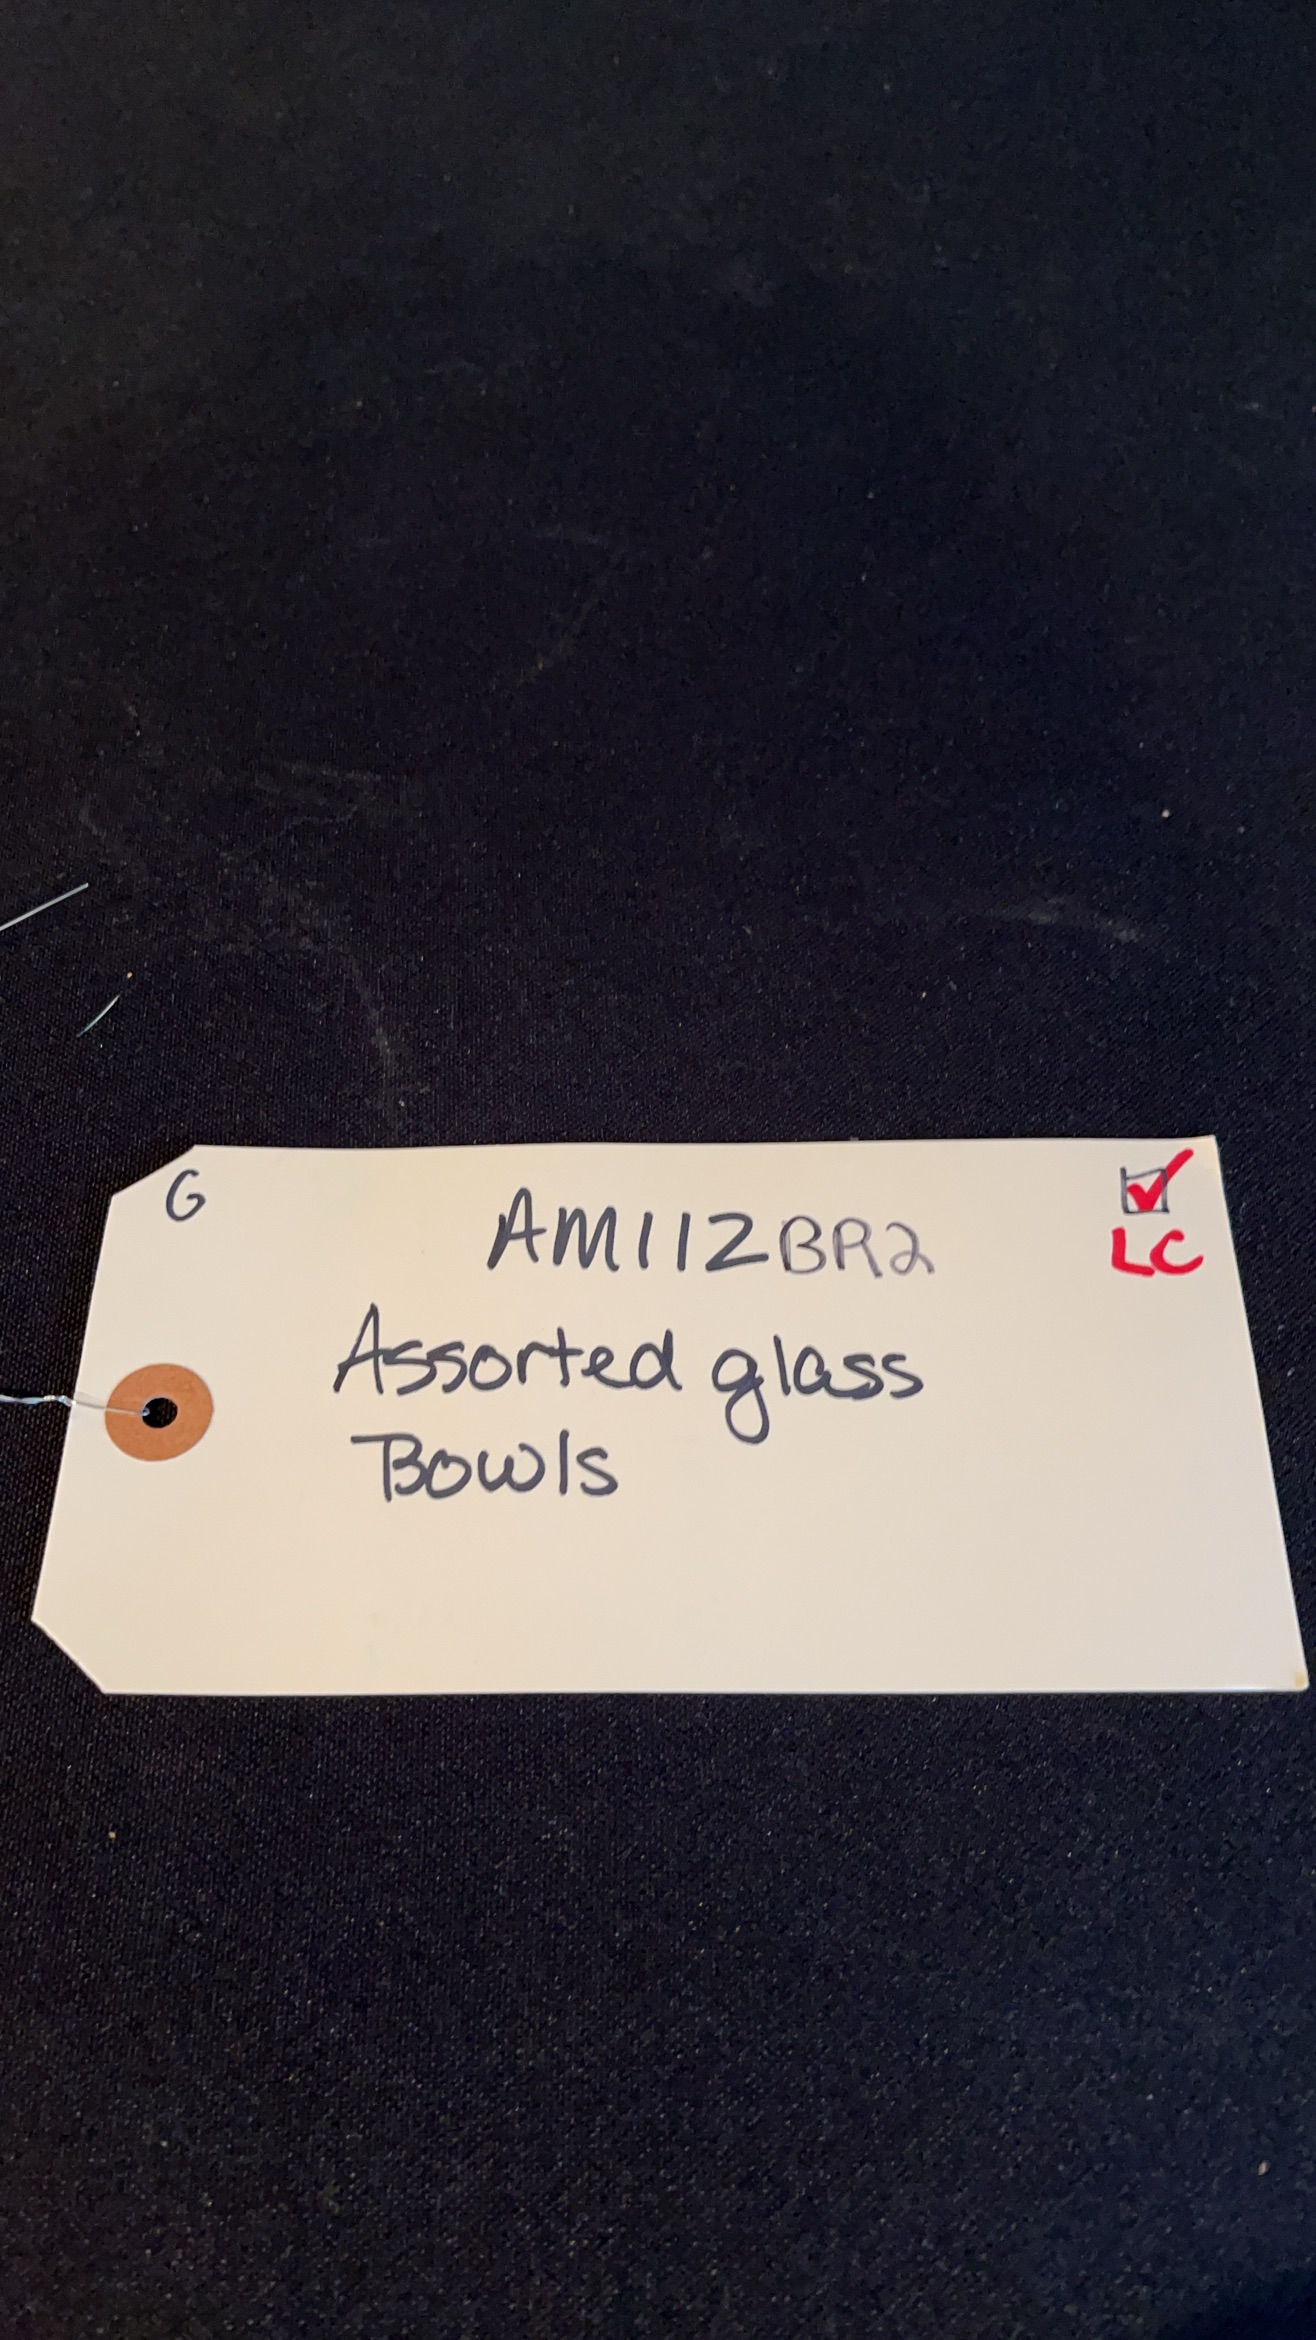 G
AM112BR2
☑
LC
Assorted glass
Bowls